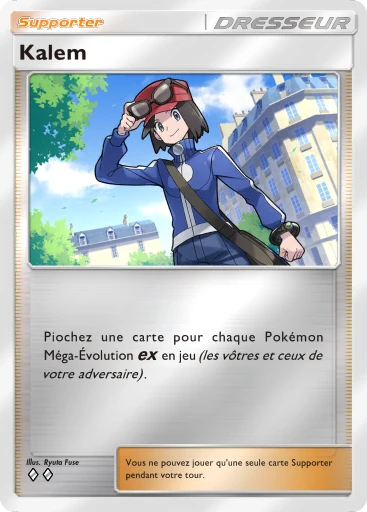 Supporter
DRESSEUR
Kalem
Piochez une carte pour chaque Pokémon
Méga-Évolution ex en jeu (les vôtres et ceux de
votre adversaire).
Illus. Ryuta Fuse
Vous ne pouvez jouer qu'une seule carte Supporter
pendant votre tour.